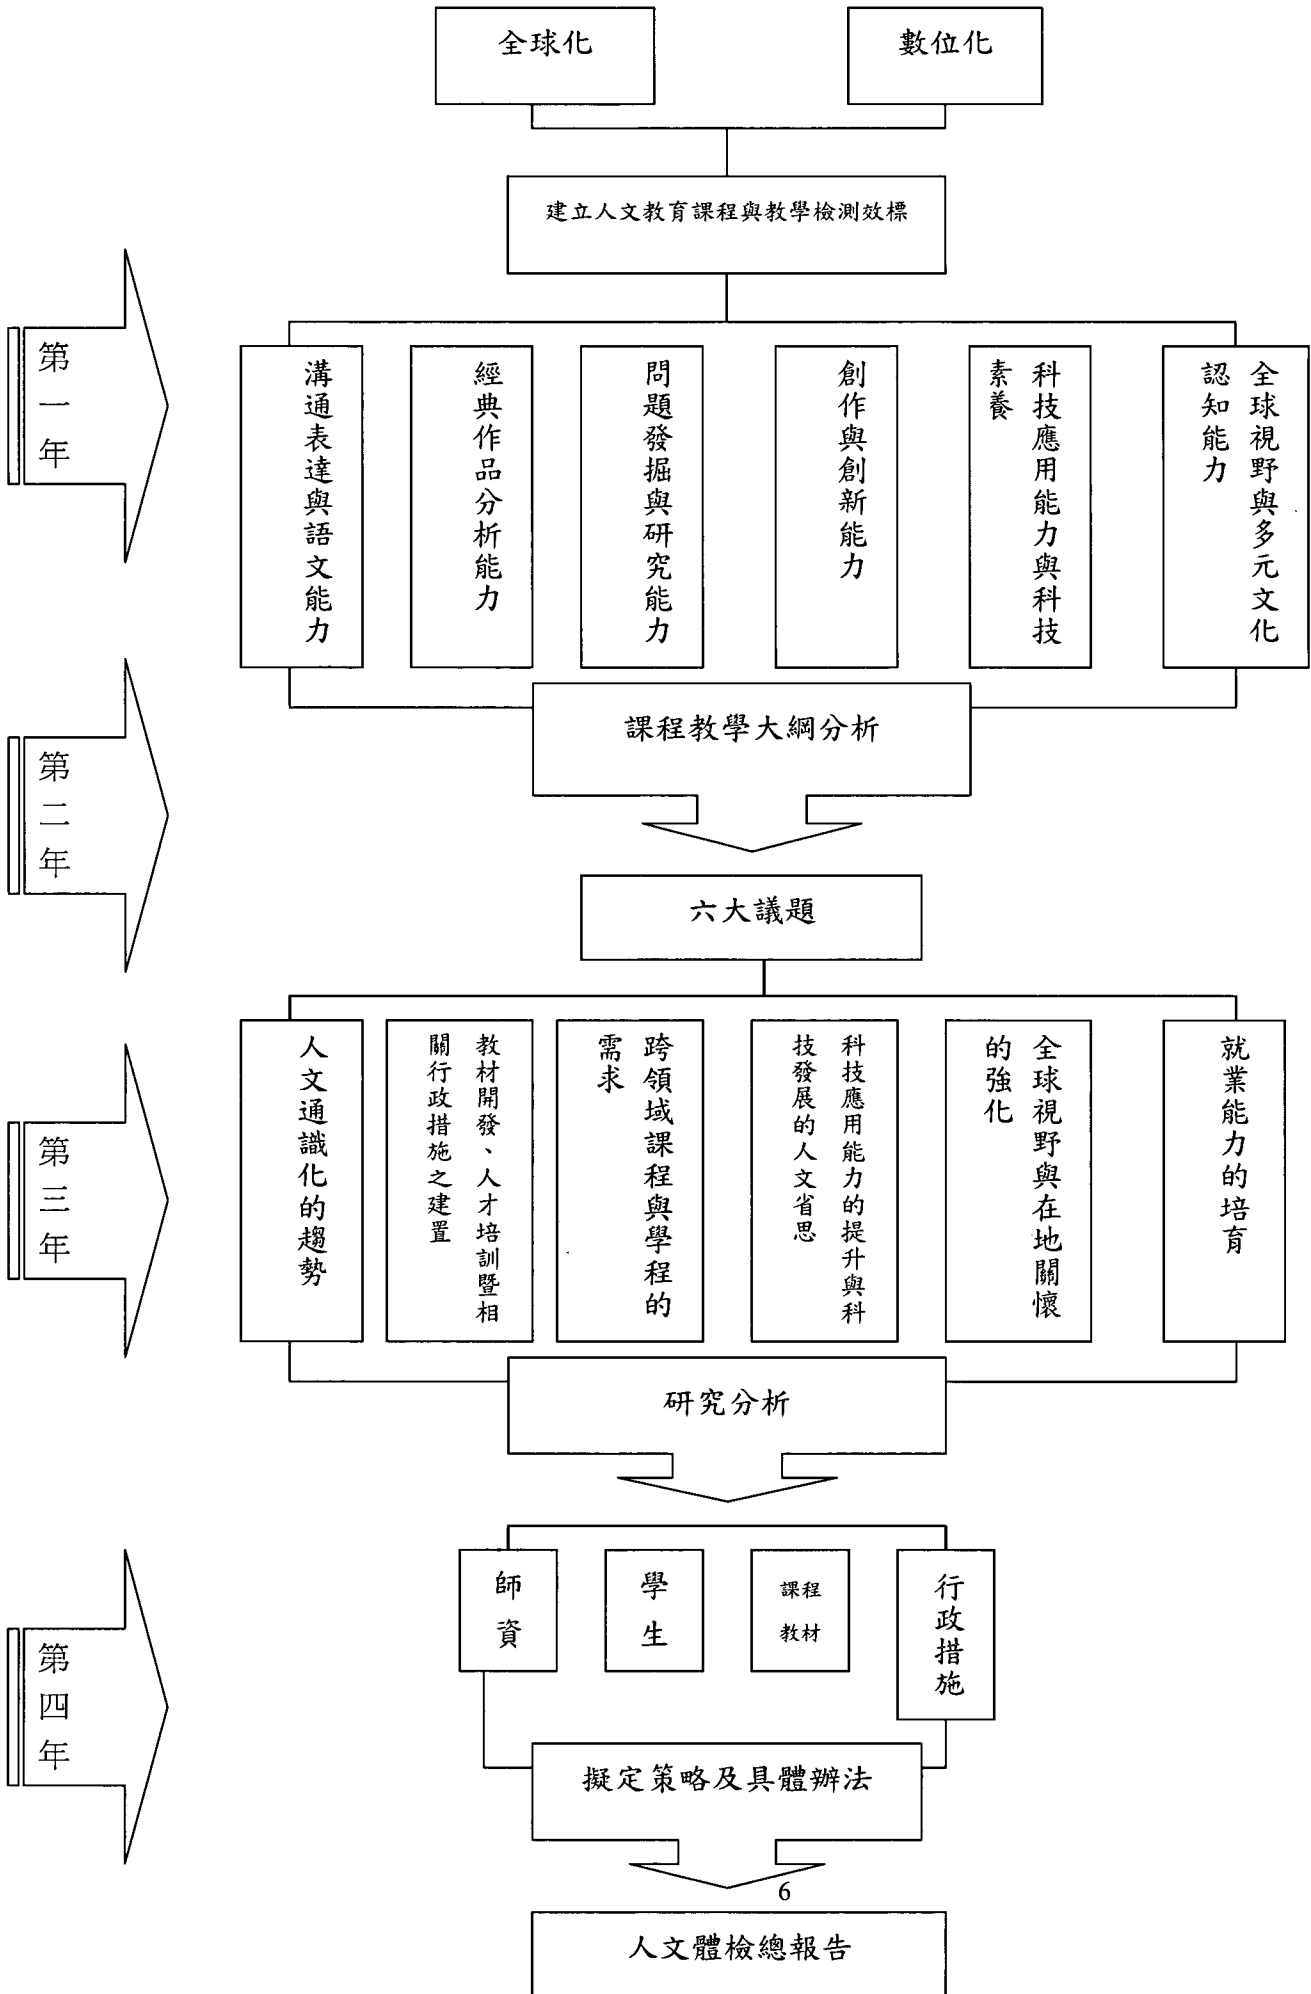 全球化
數位化
建立人文教育課程與教學檢測效標
第一年
溝通表達與語文能力
經典作品分析能力
問題發掘與研究能力
創作與創新能力
科技應用能力與科技
素養
全球視野與多元文化
認知能力
第二年
課程教學大綱分析
六大議題
第三年
人文通識化的趨勢
教材開發、人才培訓暨相
關行政措施之建置
跨領域課程與學程的
需求
科技應用能力的提升與科
技發展的人文省思
全球視野與在地關懷
的強化
就業能力的培育
研究分析
第四年
師資
學生
課程
教材
行政措施
擬定策略及具體辦法
6
人文體檢總報告